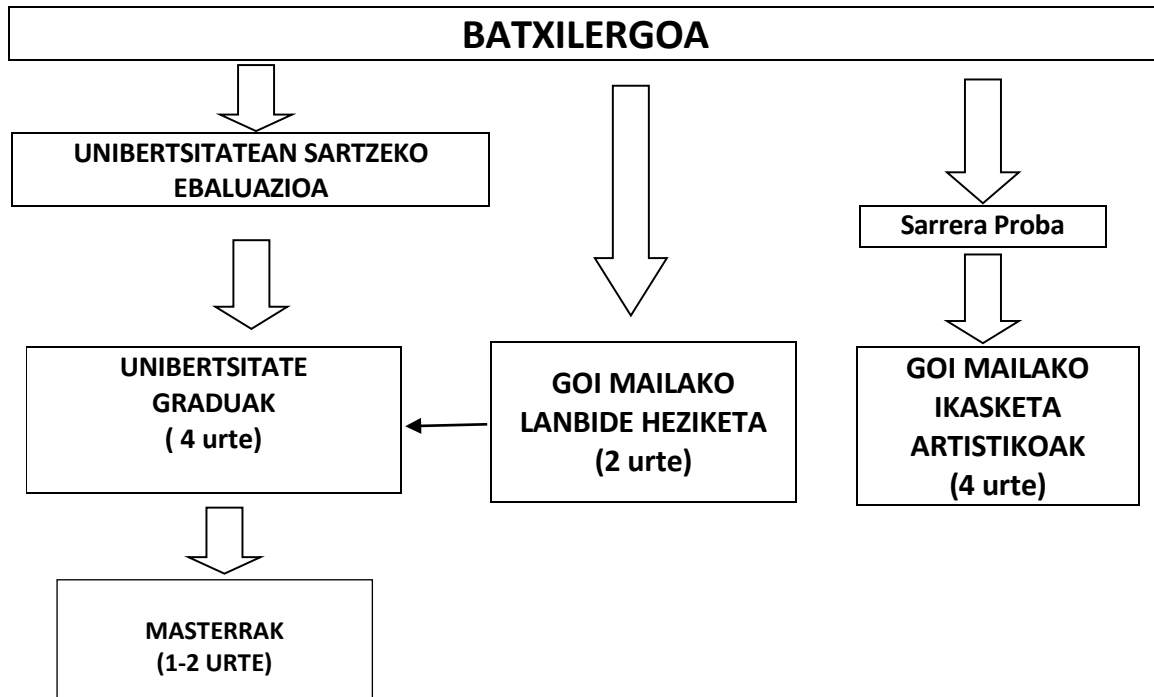 BATXILERGOA
UNIBERTSITATEAN SARTZEKO
EBALUAZIOA
Sarrera Proba
UNIBERTSITATE
GRADUAK
( 4 urte)
GOI MAILAKO
LANBIDE HEZIKETA
(2 urte)
GOI MAILAKO
IKASKETA
ARTISTIKOAK
(4 urte)
MASTERRAK
(1-2 URTE)